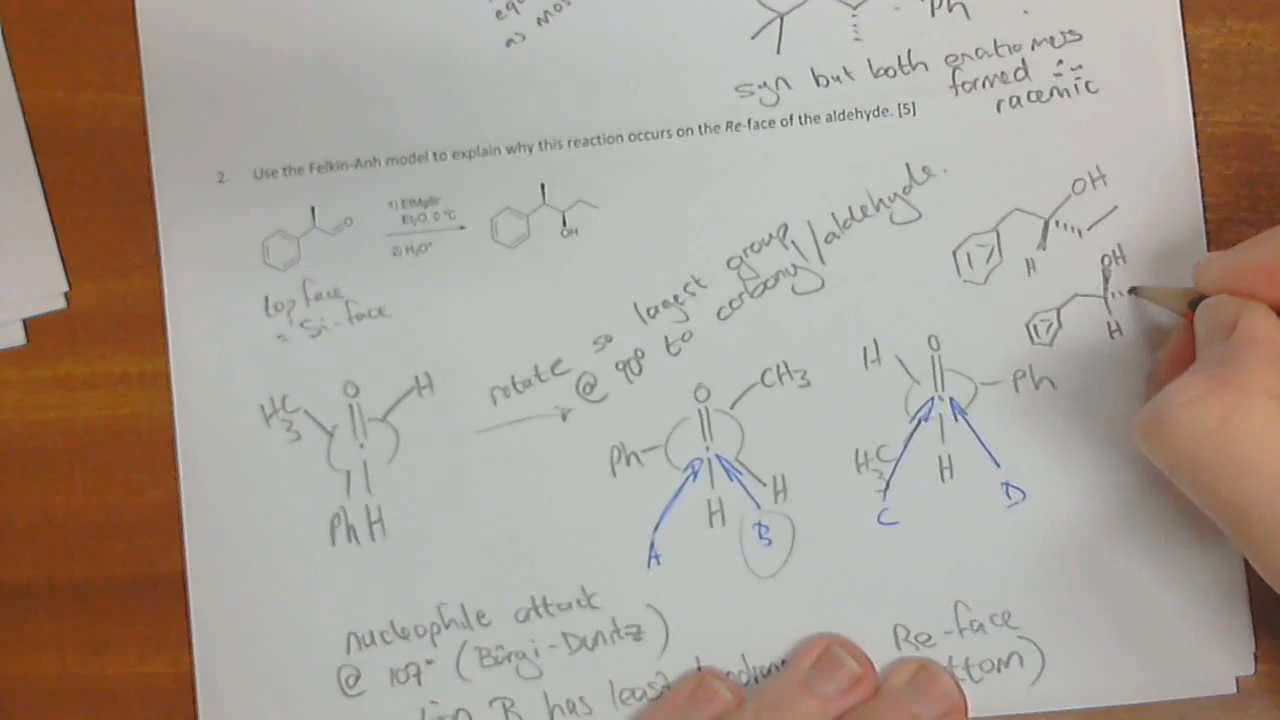 as mos
Ph
syn but both enatiomers
formed ∴
racemic
2. Use the Felkin-Anh model to explain why this reaction occurs on the Re-face of the aldehyde. [5]
1) EtMgBr
Et₂O, 0 °C
2) H₃O⁺
O
OH
top face
= Si-face
rotate so largest group
@ 90° to carbonyl/aldehyde.
OH
H
OH
H
O
H
H₃C
Ph H
O
CH3
Ph
H
H
A
B
O
H
Ph
H₃C
H
C
D
nucleophile attack
@ 107° (Bürgi-Dunitz)
Re-face
B has least